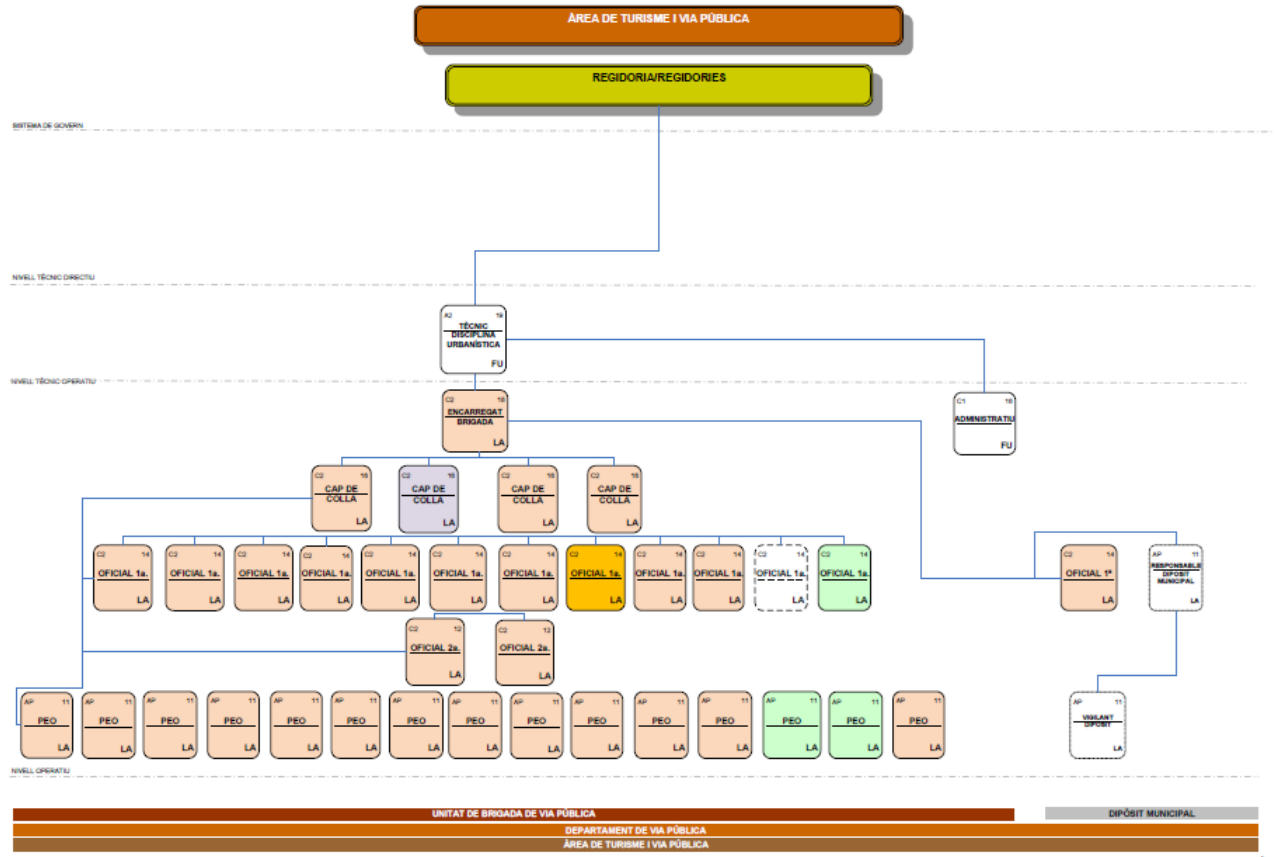 ÀREA DE TURISME I VIA PÚBLICA
REGIDORIA/REGIDORIES
SISTEMA DE GOVERN
NIVELL TÈCNIC DIRECTIU
A2 19
TÈCNIC
DISCIPLINA
URBANÍSTICA
FU
NIVELL TÈCNIC OPERATIU
C2 18
ENCARREGAT
BRIGADA
LA
C1 16
ADMINISTRATIU
FU
C2 16 C2 16 C2 16 C2 16
CAP DE CAP DE CAP DE CAP DE
COLLA COLLA COLLA COLLA
LA LA LA LA
C2 14 C2 14 C2 14 C2 14 C2 14 C2 14 C2 14 C2 14 C2 14 C2 14 C2 14 C2 14 C2 14 AP 11
OFICIAL 1a. OFICIAL 1a. OFICIAL 1a. OFICIAL 1a. OFICIAL 1a. OFICIAL 1a. OFICIAL 1a. OFICIAL 1a. OFICIAL 1a. OFICIAL 1a. OFICIAL 1a. OFICIAL 1a. OFICIAL 1ª RESPONSABLE
DIPOSIT
MUNICIPAL
LA LA LA LA LA LA LA LA LA LA LA LA LA LA
C2 12 C2 12
OFICIAL 2a. OFICIAL 2a.
LA LA
AP 11 AP 11 AP 11 AP 11 AP 11 AP 11 AP 11 AP 11 AP 11 AP 11 AP 11 AP 11 AP 11 AP 11 AP 11 AP 11
PEO PEO PEO PEO PEO PEO PEO PEO PEO PEO PEO PEO PEO PEO PEO VIGILANT
DIPOSIT
LA LA LA LA LA LA LA LA LA LA LA LA LA LA LA LA
NIVELL OPERATIU
UNITAT DE BRIGADA DE VIA PÚBLICA DIPÒSIT MUNICIPAL
DEPARTAMENT DE VIA PÚBLICA
ÀREA DE TURISME I VIA PÚBLICA